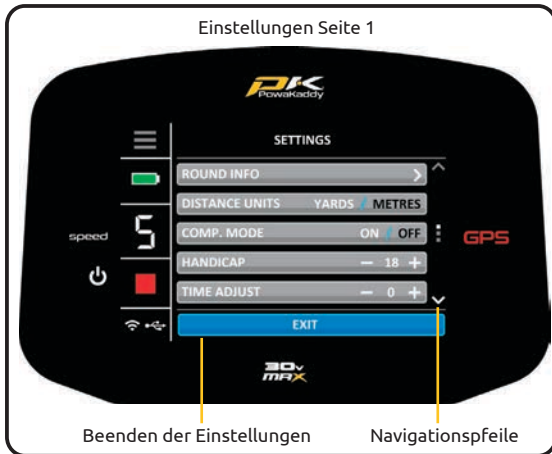 Einstellungen Seite 1
PK
PowaKaddy
SETTINGS
ROUND INFO
DISTANCE UNITS YARDS / METRES
COMP. MODE ON / OFF
speed 5 GPS
HANDICAP − 18 +
TIME ADJUST − 0 +
EXIT
30v
MAX
Beenden der Einstellungen Navigationspfeile